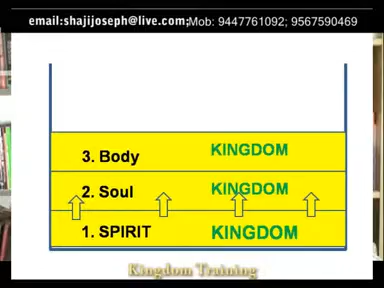 email:shajijoseph@live.com;Mob: 9447761092; 9567590469
3. Body KINGDOM
2. Soul KINGDOM
1. SPIRIT KINGDOM
Kingdom Training